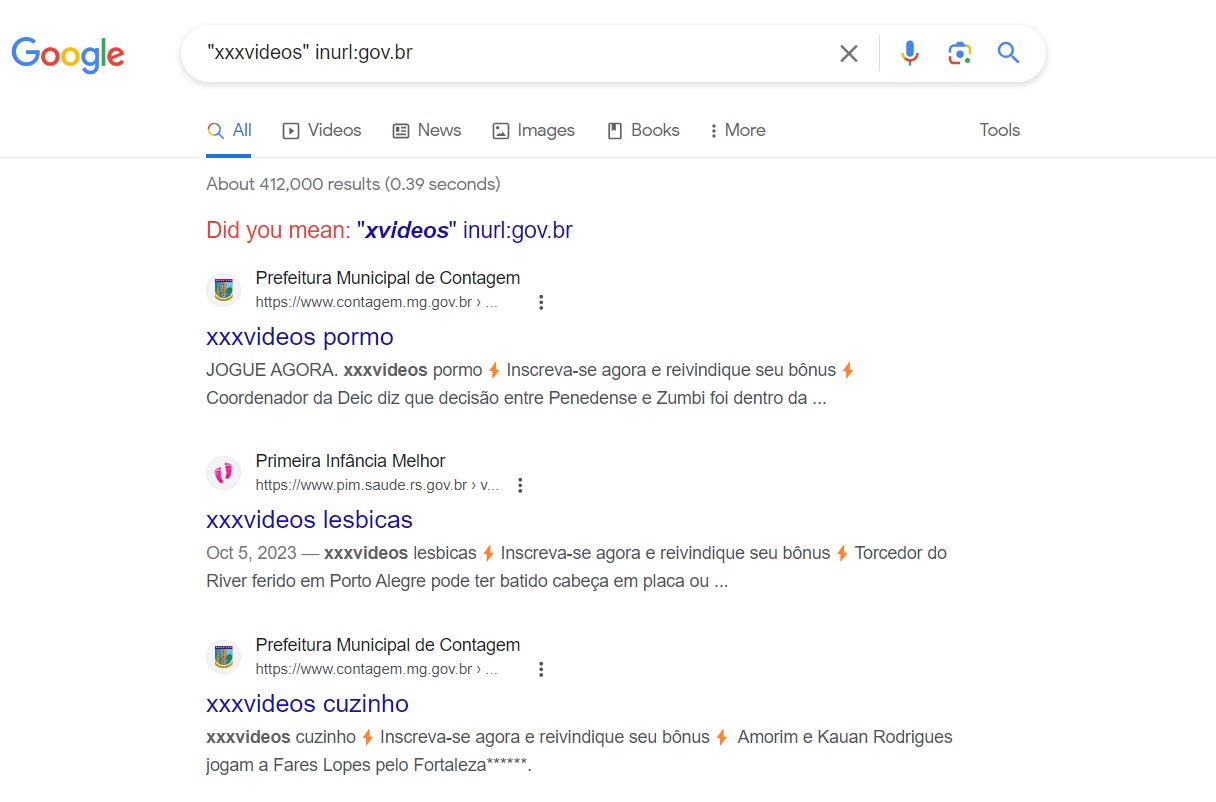 Google
"xxxvideos" inurl:gov.br
All Videos News Images Books More Tools
About 412,000 results (0.39 seconds)
Did you mean: "xvideos" inurl:gov.br
Prefeitura Municipal de Contagem
https://www.contagem.mg.gov.br › ...
xxxvideos pormo
JOGUE AGORA. xxxvideos pormo ⚡ Inscreva-se agora e reivindique seu bônus ⚡
Coordenador da Deic diz que decisão entre Penedense e Zumbi foi dentro da ...
Primeira Infância Melhor
https://www.pim.saude.rs.gov.br › v...
xxxvideos lesbicas
Oct 5, 2023 — xxxvideos lesbicas ⚡ Inscreva-se agora e reivindique seu bônus ⚡ Torcedor do
River ferido em Porto Alegre pode ter batido cabeça em placa ou ...
Prefeitura Municipal de Contagem
https://www.contagem.mg.gov.br › ...
xxxvideos cuzinho
xxxvideos cuzinho ⚡ Inscreva-se agora e reivindique seu bônus ⚡ Amorim e Kauan Rodrigues
jogam a Fares Lopes pelo Fortaleza******.